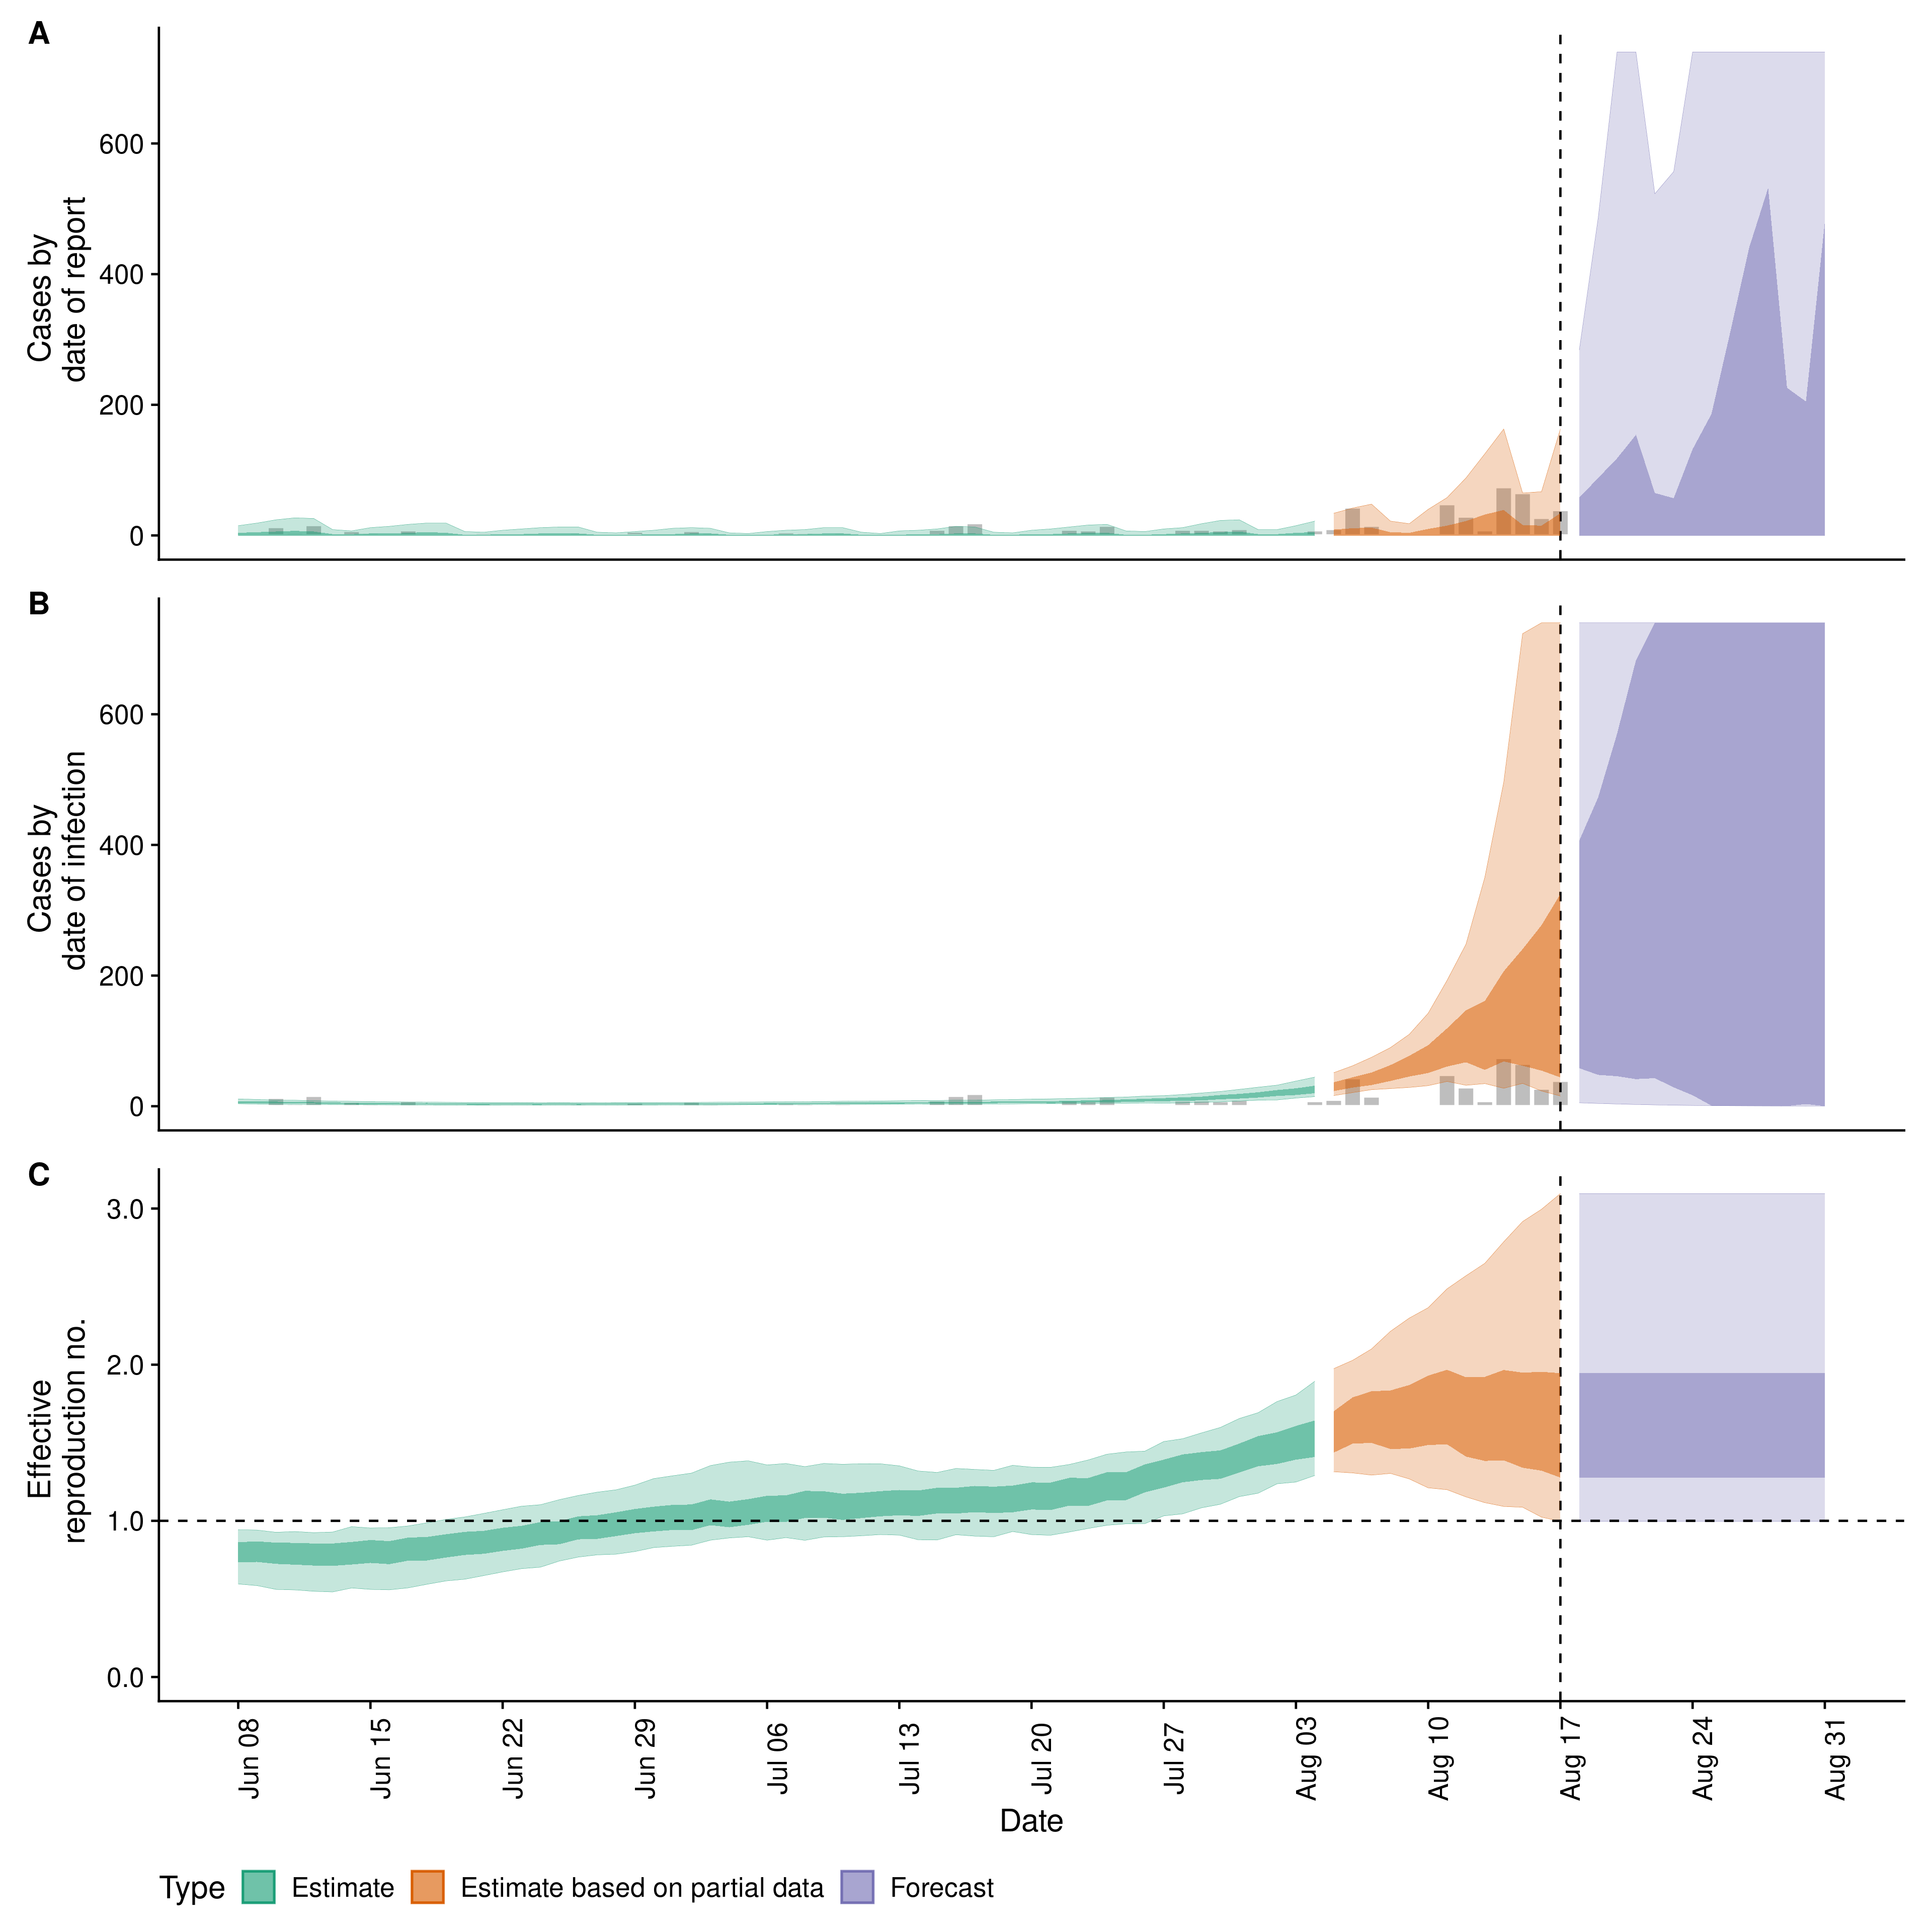 A
Cases by
date of report
600
400
200
0
B
Cases by
date of infection
600
400
200
0
C
Effective
reproduction no.
3.0
2.0
1.0
0.0
Jun 08
Jun 15
Jun 22
Jun 29
Jul 06
Jul 13
Jul 20
Jul 27
Aug 03
Aug 10
Aug 17
Aug 24
Aug 31
Date
Type Estimate Estimate based on partial data Forecast